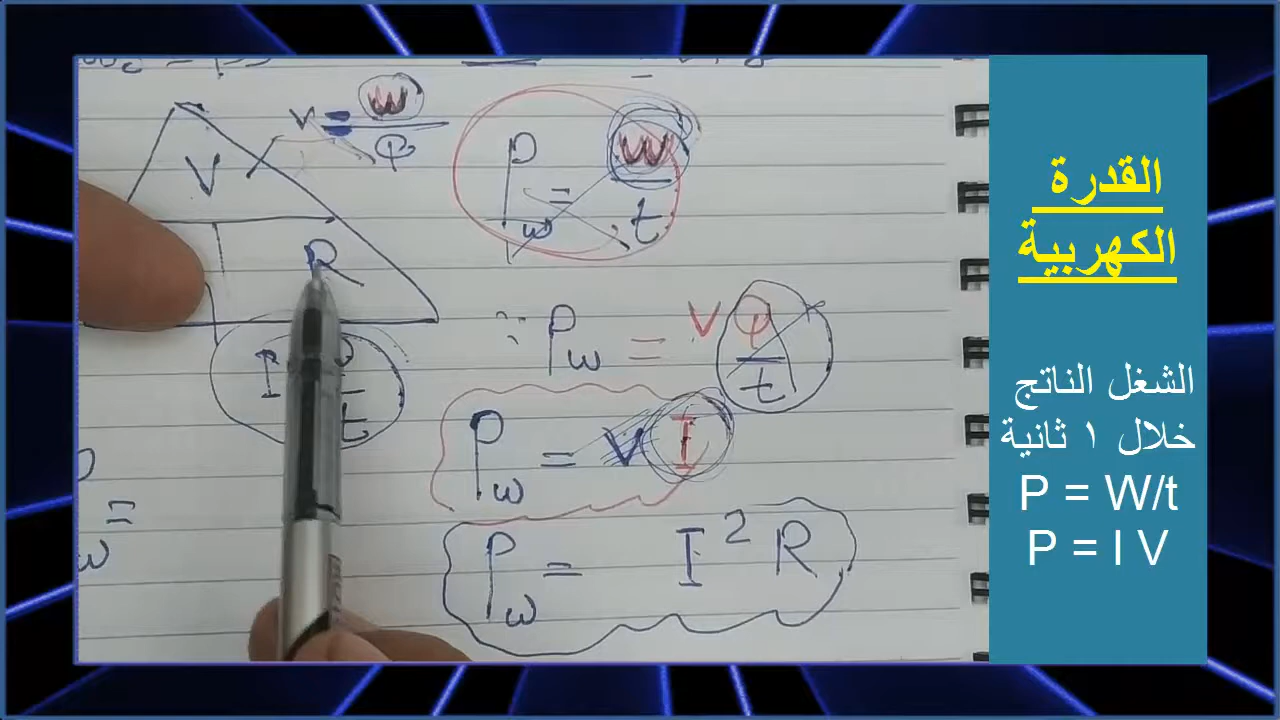 V = W / Q
V
R
I Q / t
P w = W / t
∵ Pw = V Q / t
Pw = V I
Pw = I² R
Pw =
القدرة
الكهربية
الشغل الناتج
خلال ١ ثانية
P = W/t
P = I V